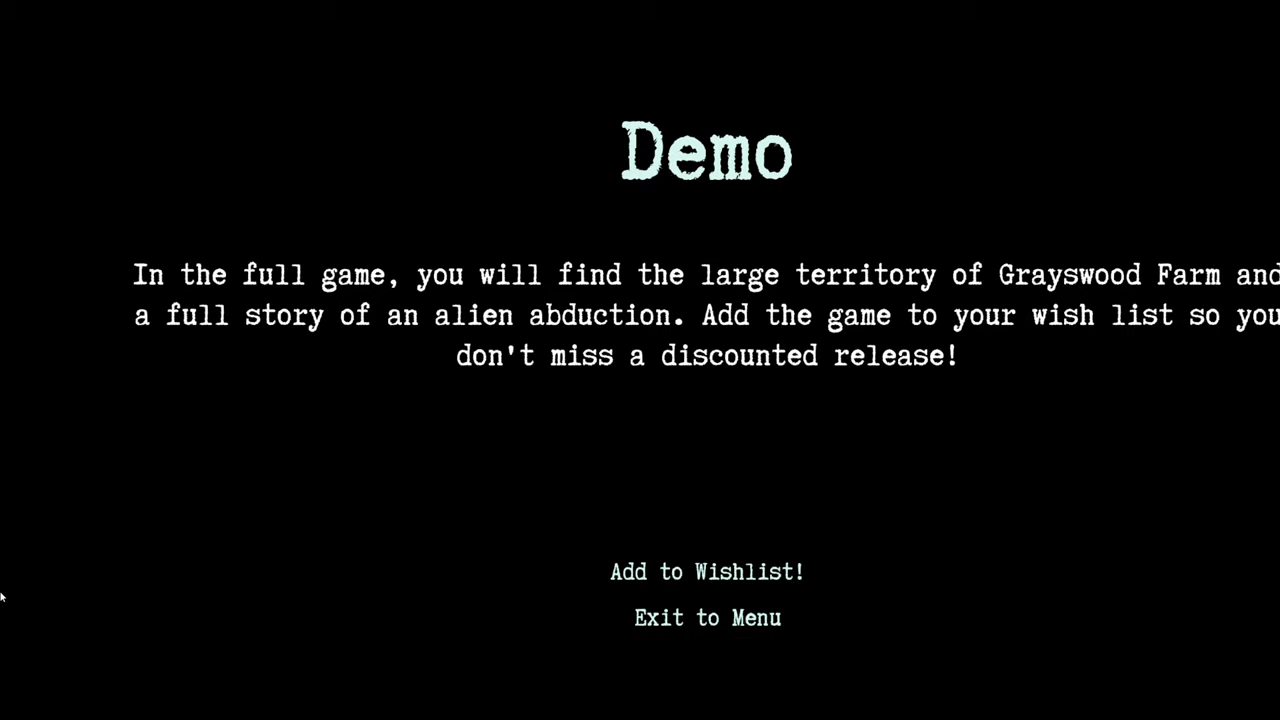 Demo
In the full game, you will find the large territory of Grayswood Farm and
a full story of an alien abduction. Add the game to your wish list so you
don't miss a discounted release!
Add to Wishlist!
Exit to Menu